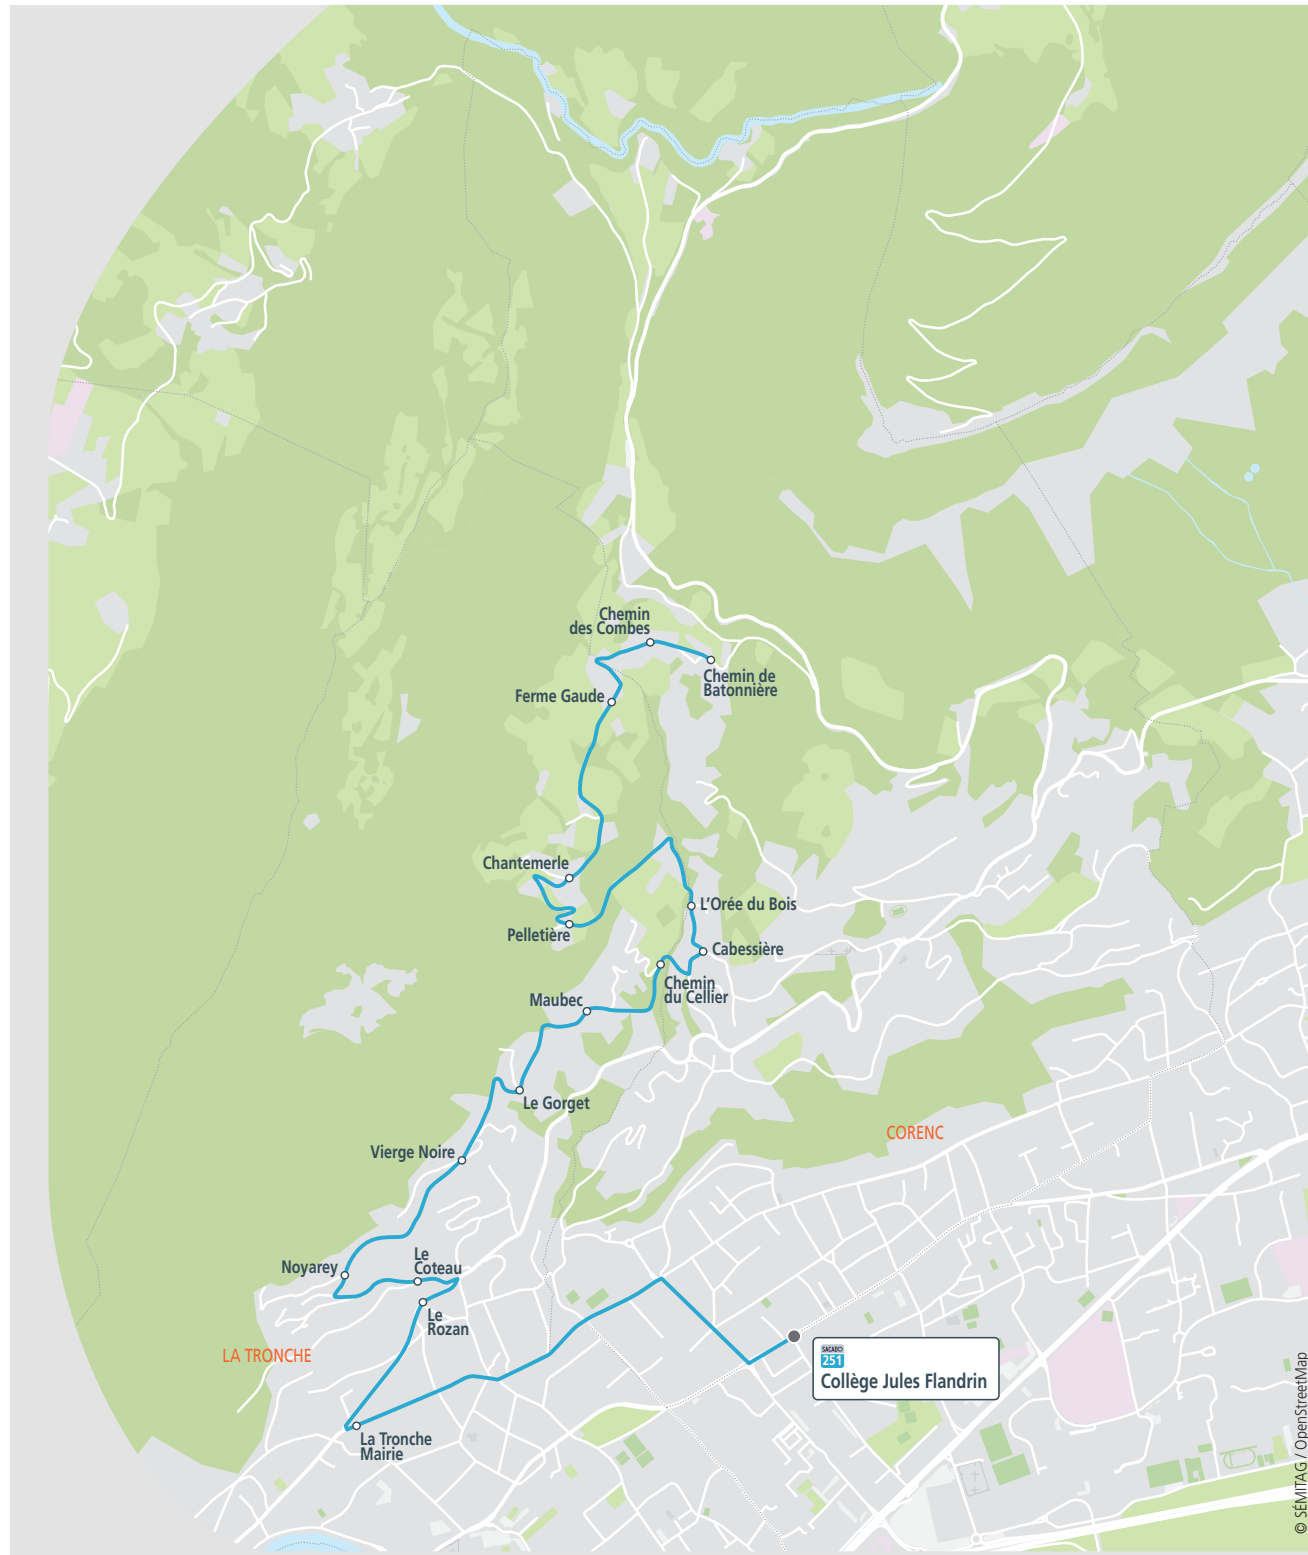 Chemin
des Combes
Chemin de
Batonnière
Ferme Gaude
Chantemerle
L'Orée du Bois
Pelletière
Cabessière
Chemin
du Cellier
Maubec
Le Gorget
CORENC
Vierge Noire
Le
Coteau
Noyarey
Le
Rozan
LA TRONCHE
SACADO
251
Collège Jules Flandrin
La Tronche
Mairie
© SÉMITAG / OpenStreetMap